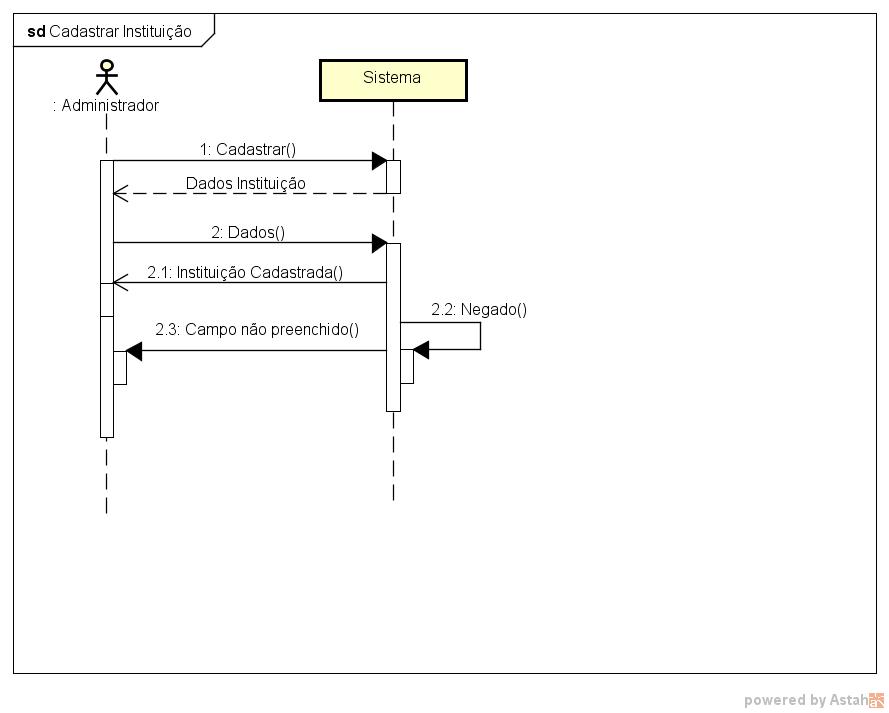 sd Cadastrar Instituição
: Administrador
Sistema
1: Cadastrar()
Dados Instituição
2: Dados()
2.1: Instituição Cadastrada()
2.2: Negado()
2.3: Campo não preenchido()
powered by Astah